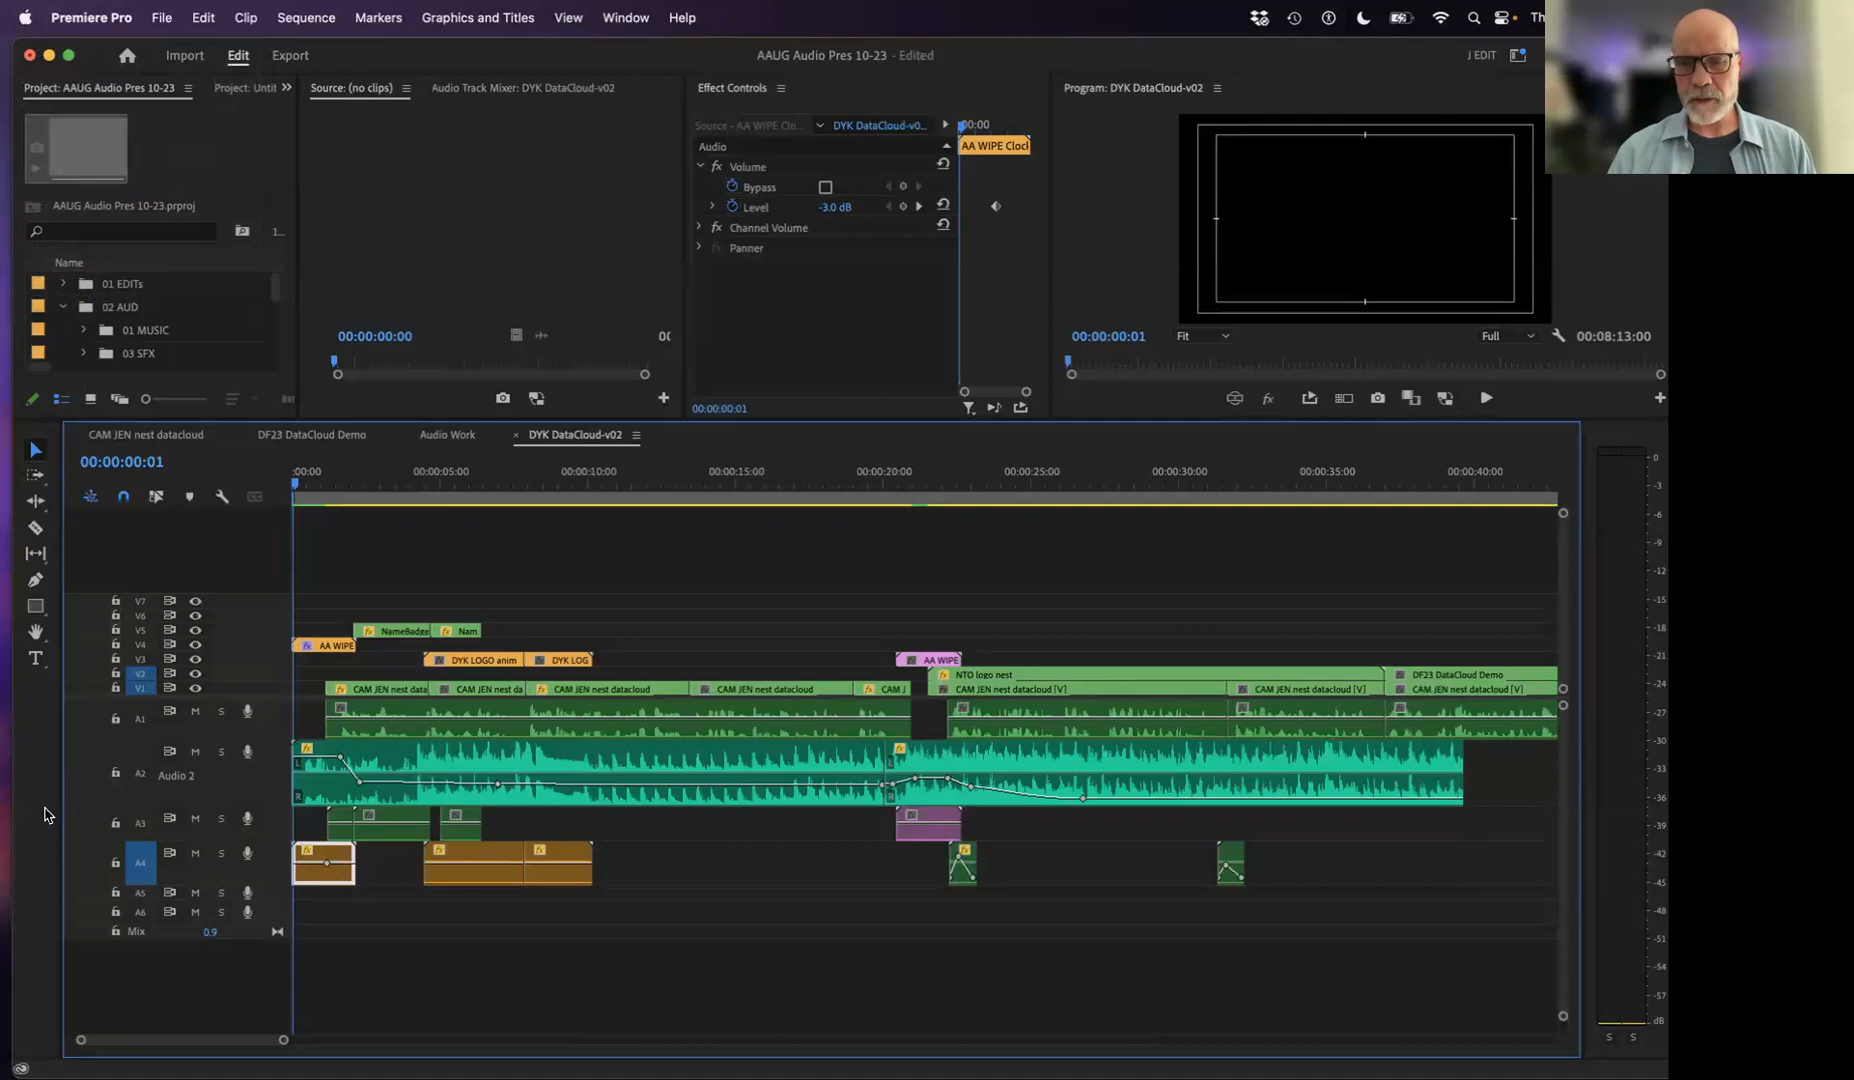 Premiere Pro File Edit Clip Sequence Markers Graphics and Titles View Window Help
Import Edit Export AAUG Audio Pres 10-23 - Edited J EDIT
Project: AAUG Audio Pres 10-23 Project: Untit Source: (no clips) Audio Track Mixer: DYK DataCloud-v02 Effect Controls Program: DYK DataCloud-v02
Source - AA WIPE Clo... DYK DataCloud-v0... :00:00
Audio AA WIPE Clocl
Volume
Bypass
AAUG Audio Pres 10-23.prproj Level -3.0 dB
Channel Volume
1...
Panner
Name
01 EDITs
02 AUD
01 MUSIC
03 SFX
00:00:00:00 00:00:00:01 Fit Full 00:08:13:00
00:00:00:01
CAM JEN nest datacloud DF23 DataCloud Demo Audio Work × DYK DataCloud-v02
00:00:00:01
:00:00 00:00:05:00 00:00:10:00 00:00:15:00 00:00:20:00 00:00:25:00 00:00:30:00 00:00:35:00 00:00:40:00
V7
V6
V5 fx NameBadge fx Nam
V4 fx AA WIPE
V3 DYK LOGO anim DYK LOG AA WIPE
V2 NTO logo nest DF23 DataCloud Demo
V1 CAM JEN nest data CAM JEN nest da CAM JEN nest datacloud CAM JEN nest datacloud CAM J CAM JEN nest datacloud [V] CAM JEN nest datacloud [V] CAM JEN nest datacloud [V]
A1 M S
A2 M S Audio 2
L L
R R
A3 M S
A4 M S
A5 M S
A6 M S
Mix 0.9
0
-3
-6
-9
-12
-15
-18
-21
-24
-27
-30
-33
-36
-39
-42
-45
-48
-51
-54
-57
dB
S S